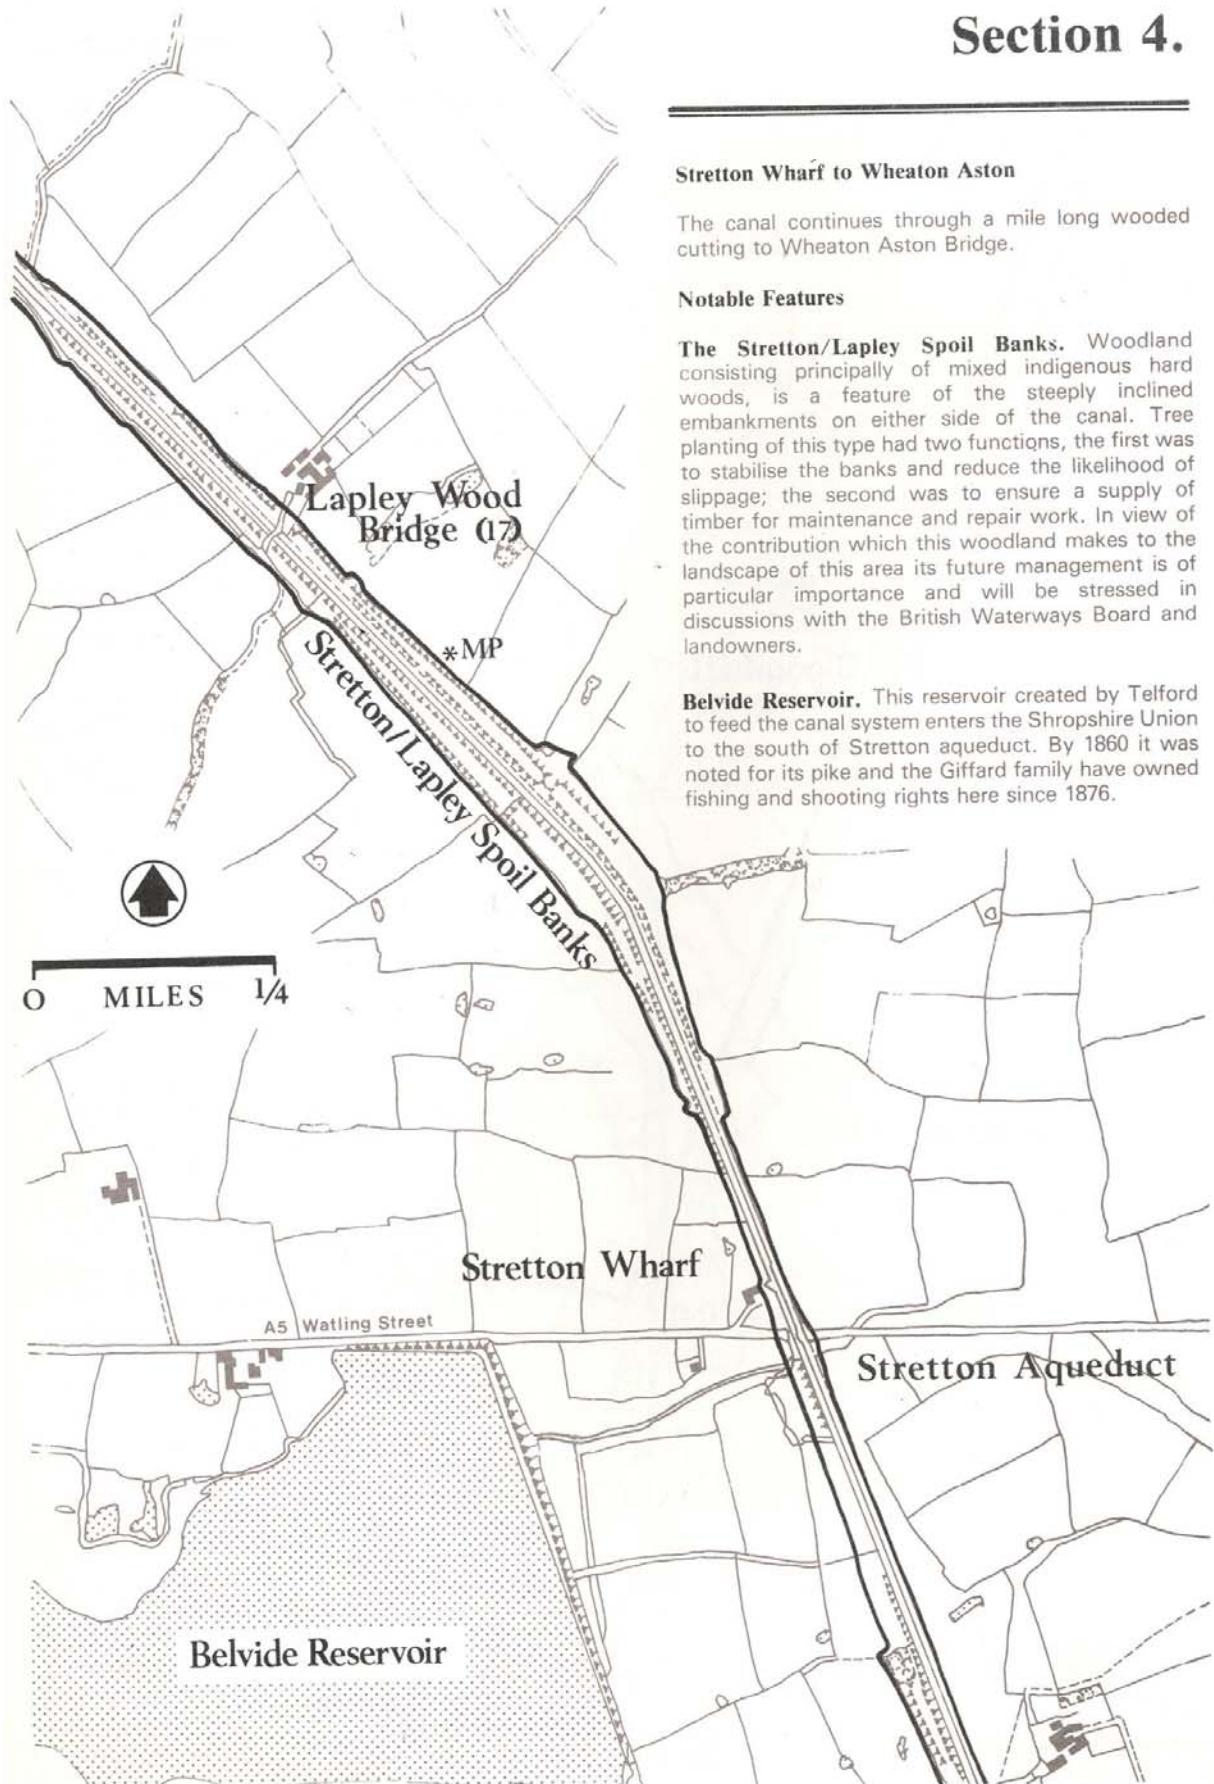 Section 4.
Stretton Wharf to Wheaton Aston
The canal continues through a mile long wooded
cutting to Wheaton Aston Bridge.
Notable Features
The Stretton/Lapley Spoil Banks. Woodland
consisting principally of mixed indigenous hard
woods, is a feature of the steeply inclined
embankments on either side of the canal. Tree
planting of this type had two functions, the first was
to stabilise the banks and reduce the likelihood of
slippage; the second was to ensure a supply of
timber for maintenance and repair work. In view of
the contribution which this woodland makes to the
landscape of this area its future management is of
particular importance and will be stressed in
discussions with the British Waterways Board and
landowners.
Belvide Reservoir. This reservoir created by Telford
to feed the canal system enters the Shropshire Union
to the south of Stretton aqueduct. By 1860 it was
noted for its pike and the Giffard family have owned
fishing and shooting rights here since 1876.
Lapley Wood
Bridge (17)
*MP
Stretton/Lapley Spoil Banks
0 MILES 1/4
Stretton Wharf
A5 Watling Street
Stretton Aqueduct
Belvide Reservoir